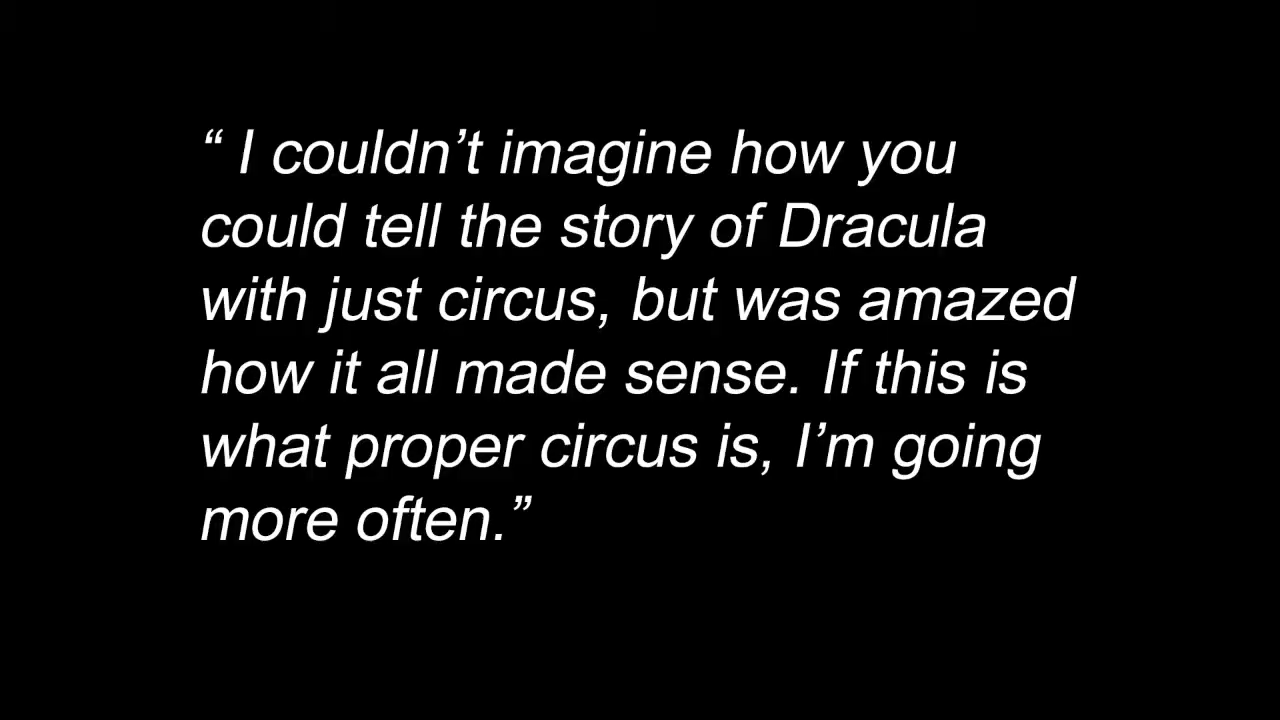 “ I couldn’t imagine how you
could tell the story of Dracula
with just circus, but was amazed
how it all made sense. If this is
what proper circus is, I’m going
more often.”